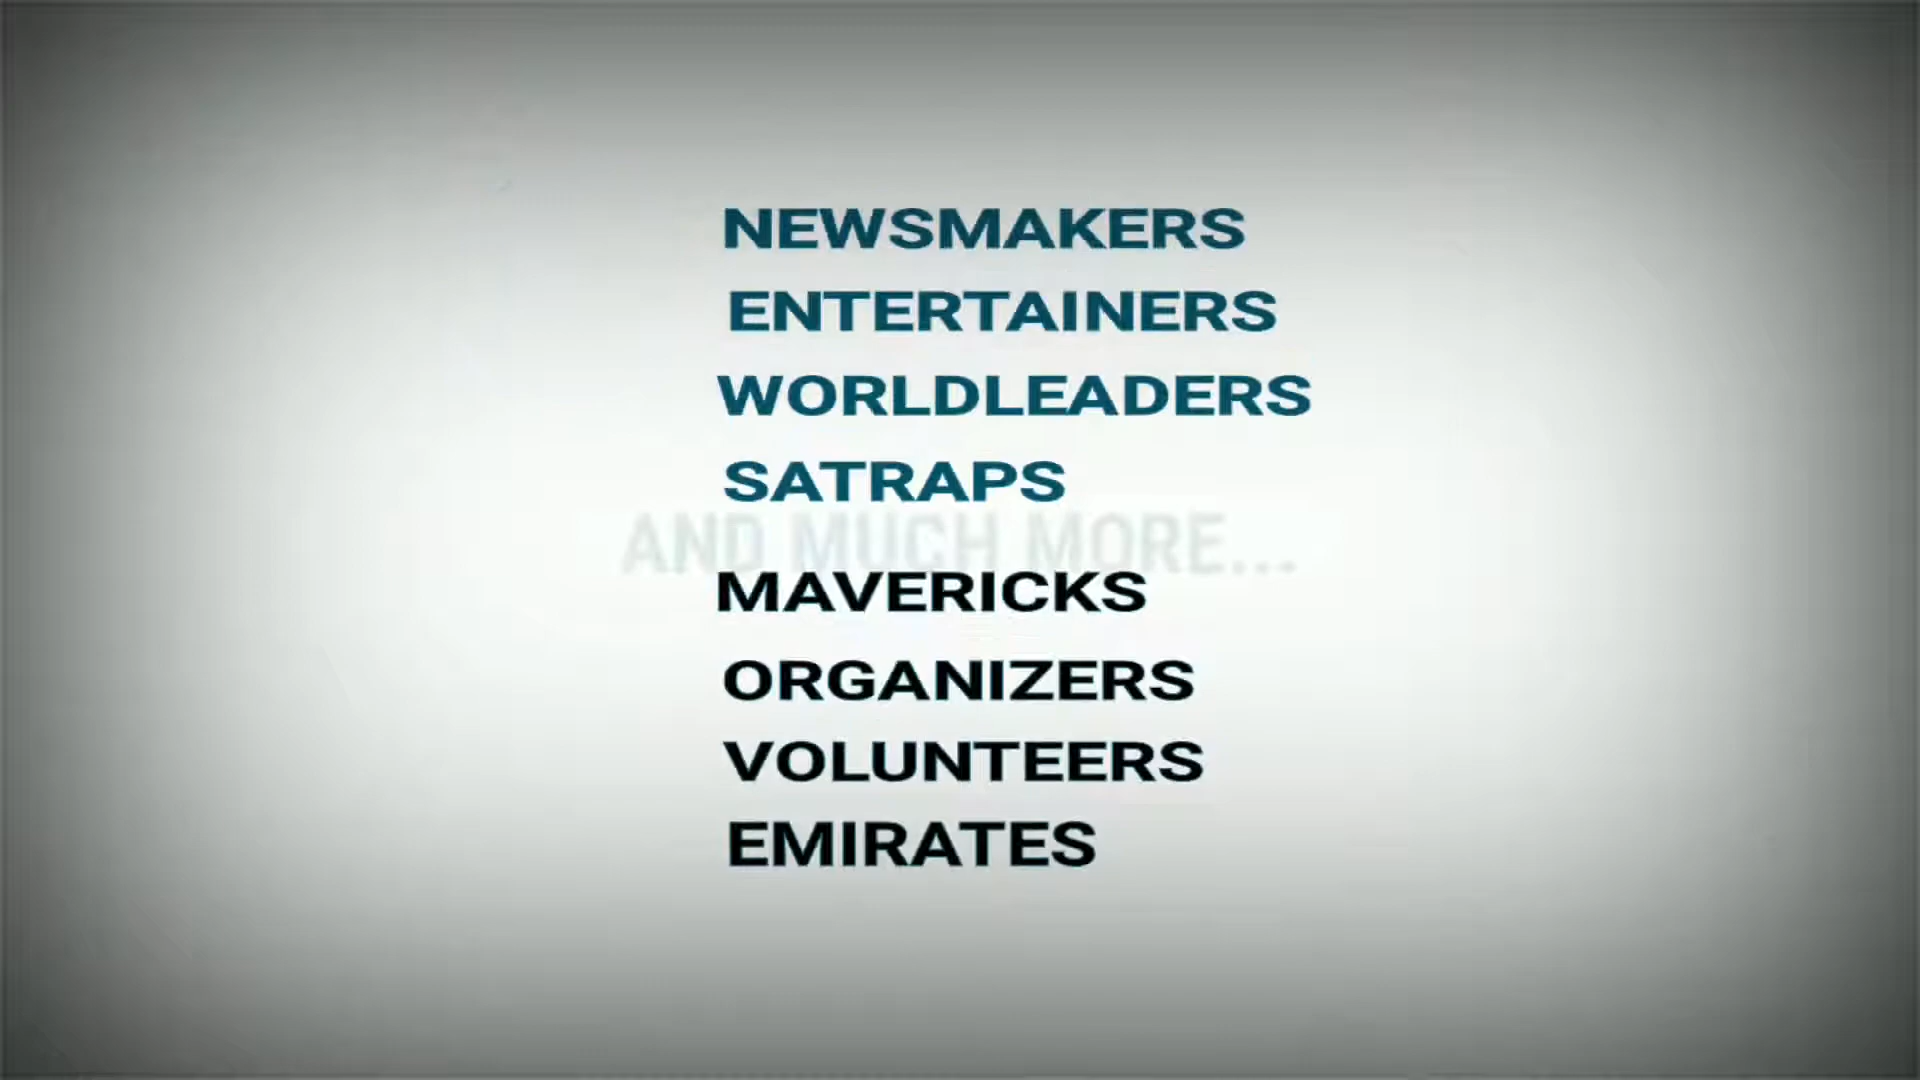 NEWSMAKERS
ENTERTAINERS
WORLDLEADERS
SATRAPS
AND MUCH MORE...
MAVERICKS
ORGANIZERS
VOLUNTEERS
EMIRATES